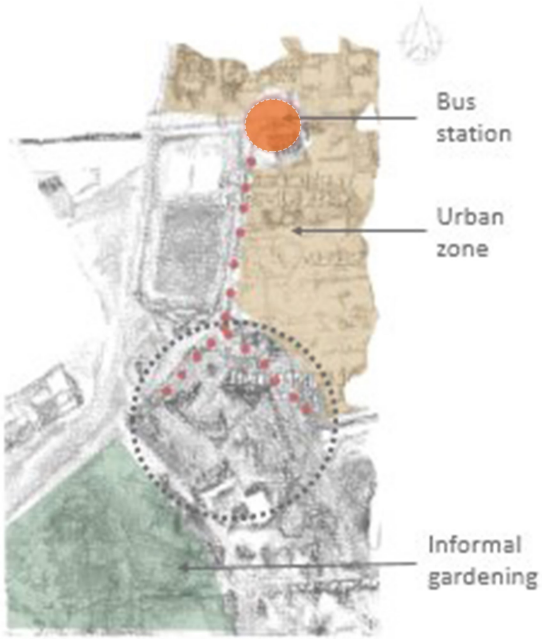 Bus
station
Urban
zone
Informal
gardening